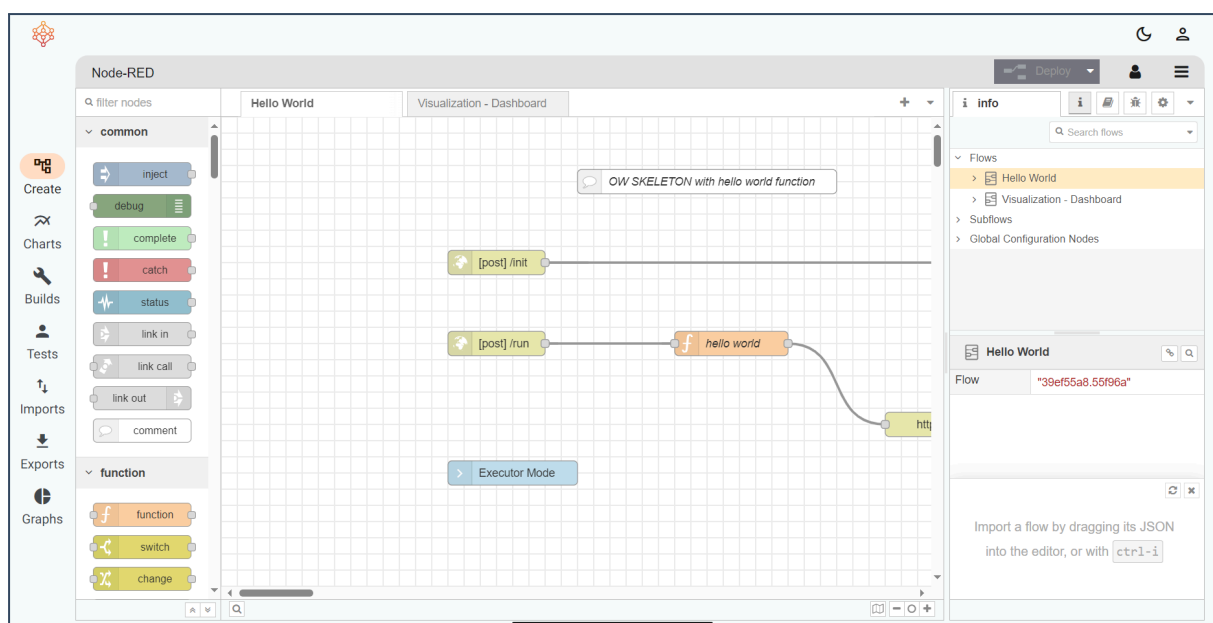 Node-RED
Deploy
filter nodes
Hello World
Visualization - Dashboard
info
Search flows
common
inject
debug
complete
catch
status
link in
link call
link out
comment
function
function
switch
change
Create
Charts
Builds
Tests
Imports
Exports
Graphs
OW SKELETON with hello world function
[post] /init
[post] /run
hello world
Executor Mode
Flows
Hello World
Visualization - Dashboard
Subflows
Global Configuration Nodes
Hello World
Flow "39ef55a8.55f96a"
Import a flow by dragging its JSON
into the editor, or with ctrl-i